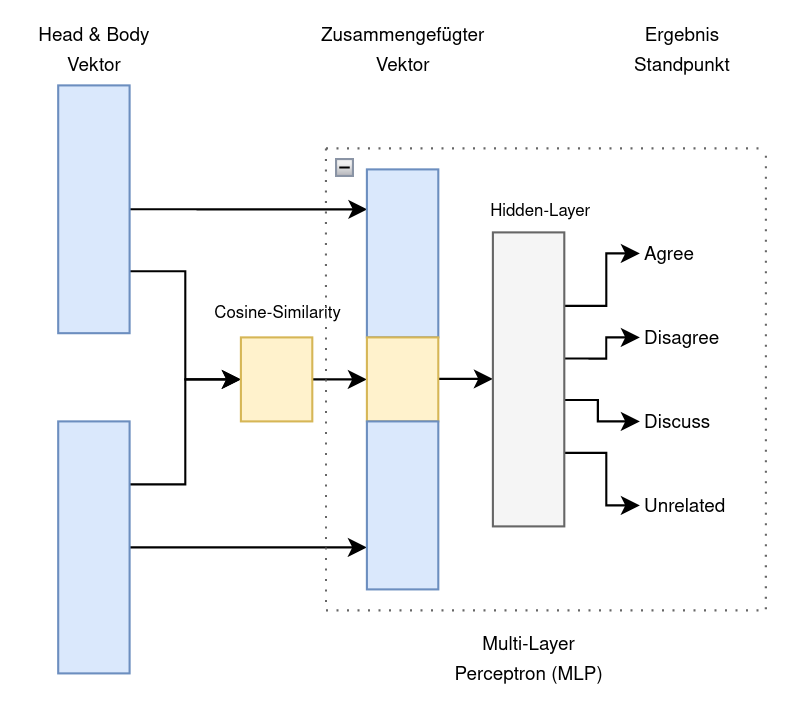 Head & Body
Vektor
Zusammengefügter
Vektor
Ergebnis
Standpunkt
Hidden-Layer
Agree
Cosine-Similarity
Disagree
Discuss
Unrelated
Multi-Layer
Perceptron (MLP)